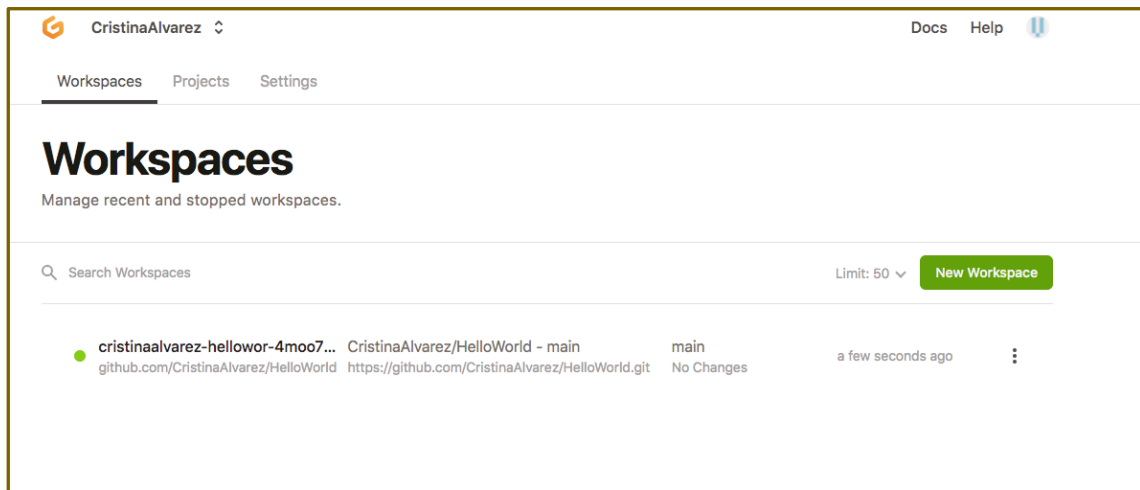 CristinaAlvarez Docs Help
Workspaces Projects Settings
Workspaces
Manage recent and stopped workspaces.
Search Workspaces Limit: 50 New Workspace
cristinaalvarez-hellowor-4moo7... CristinaAlvarez/HelloWorld - main main a few seconds ago
github.com/CristinaAlvarez/HelloWorld https://github.com/CristinaAlvarez/HelloWorld.git No Changes